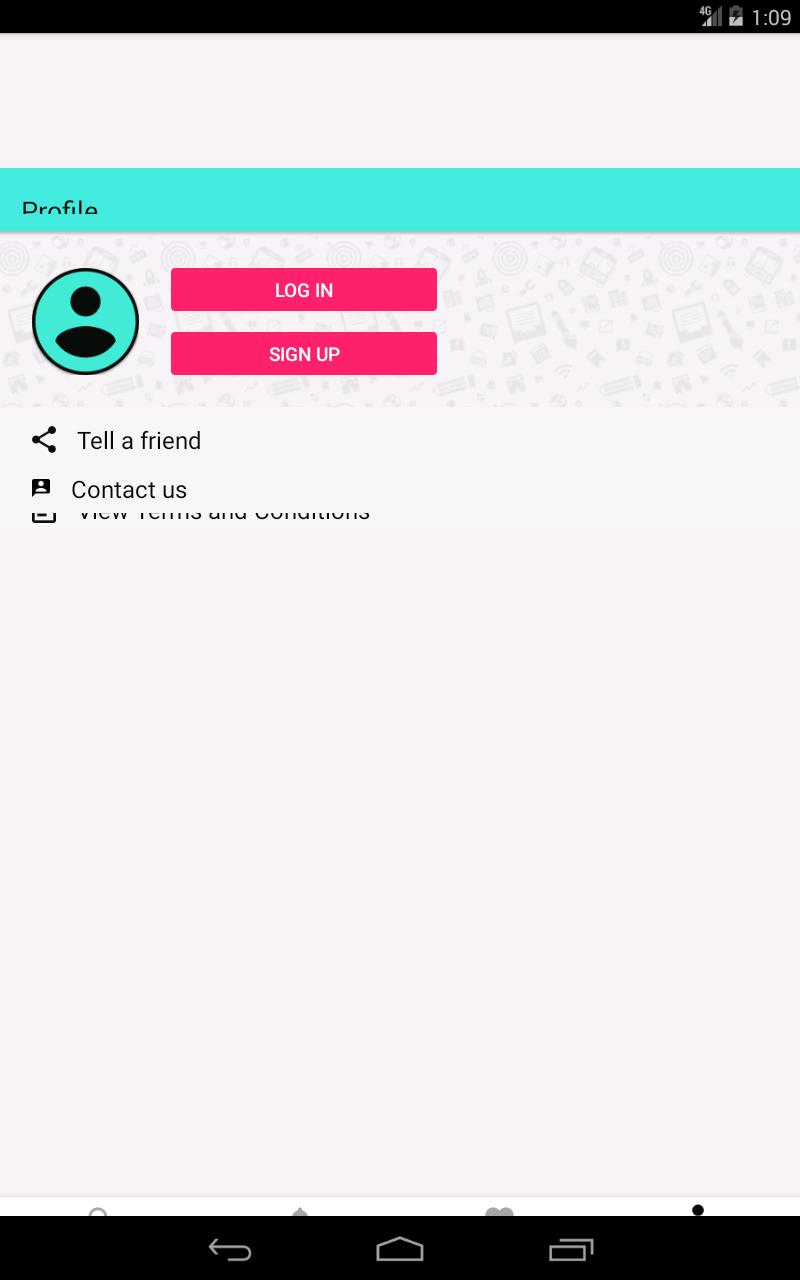 4G 1:09
Profile
LOG IN
SIGN UP
Tell a friend
Contact us
View Terms and Conditions